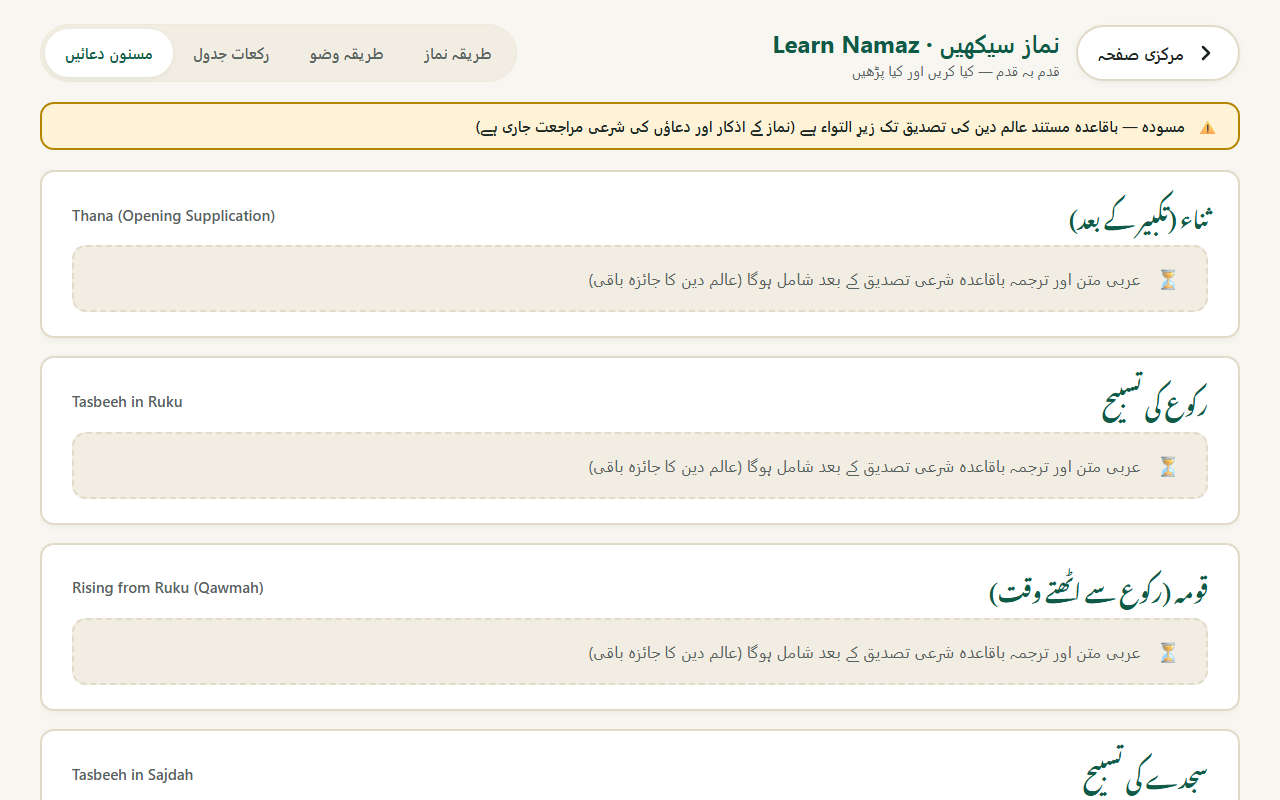 مرکزی صفحہ
نماز سیکھیں · Learn Namaz
قدم بہ قدم — کیا کریں اور کیا پڑھیں
طریقہ نماز
طریقہ وضو
رکعات جدول
مسنون دعائیں
⚠️ مسودہ — باقاعدہ مستند عالم دین کی تصدیق تک زیرِ التواء ہے (نماز کے اذکار اور دعاؤں کی شرعی مراجعت جاری ہے)
ثناء (تکبیر کے بعد)
Thana (Opening Supplication)
⏳ عربی متن اور ترجمہ باقاعدہ شرعی تصدیق کے بعد شامل ہوگا (عالم دین کا جائزہ باقی)
رکوع کی تسبیح
Tasbeeh in Ruku
⏳ عربی متن اور ترجمہ باقاعدہ شرعی تصدیق کے بعد شامل ہوگا (عالم دین کا جائزہ باقی)
قومہ (رکوع سے اٹھتے وقت)
Rising from Ruku (Qawmah)
⏳ عربی متن اور ترجمہ باقاعدہ شرعی تصدیق کے بعد شامل ہوگا (عالم دین کا جائزہ باقی)
سجدے کی تسبیح
Tasbeeh in Sajdah